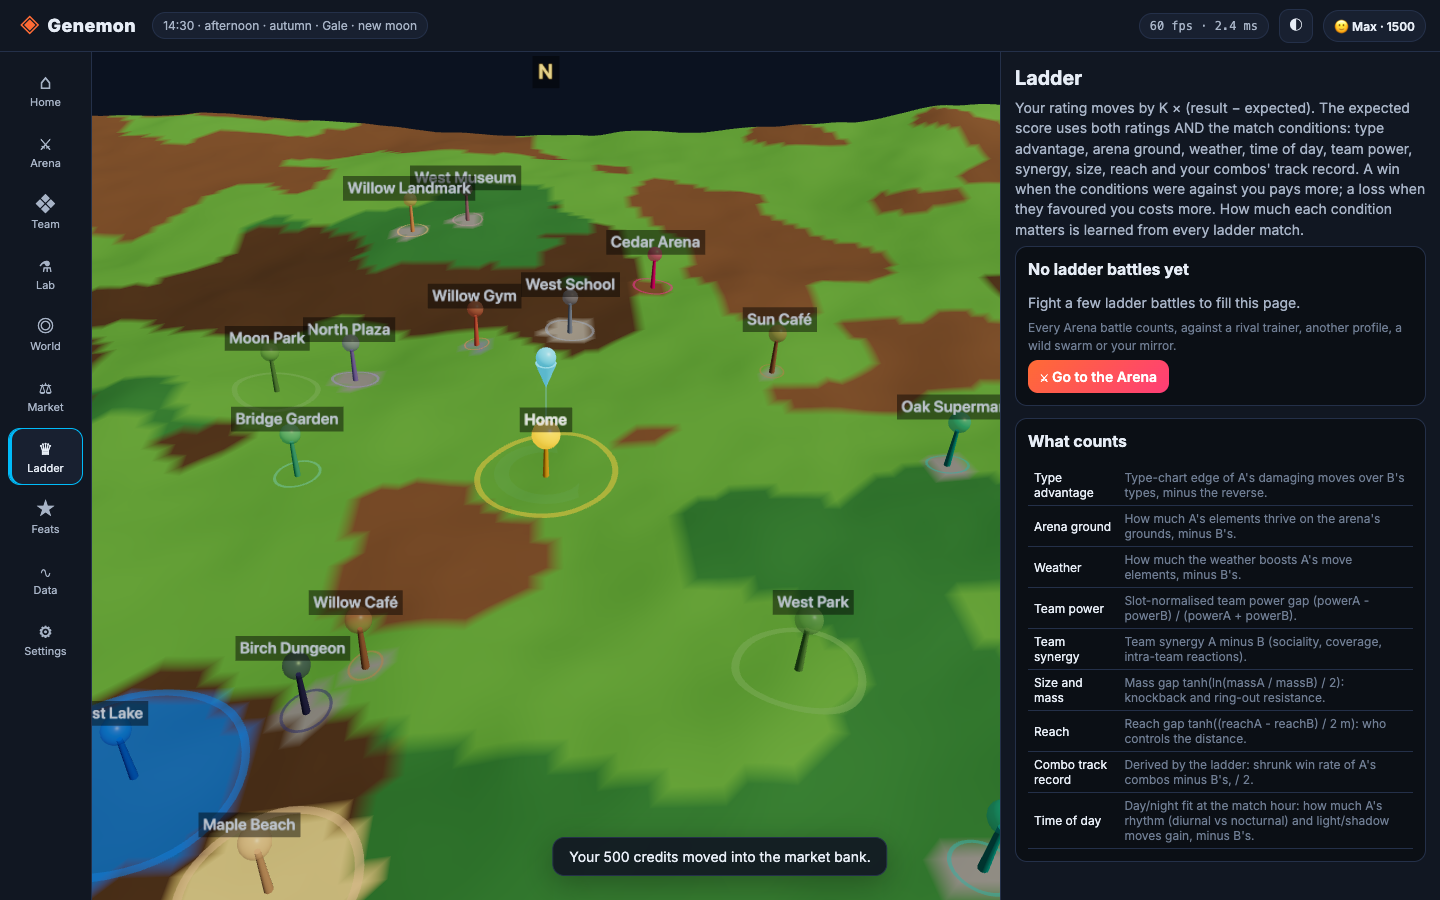 Genemon
14:30 · afternoon · autumn · Gale · new moon
60 fps · 2.4 ms
Max · 1500
Home
Arena
Team
Lab
World
Market
Ladder
Feats
Data
Settings
N
West Museum
Willow Landmark
Cedar Arena
West School
Willow Gym
Sun Café
North Plaza
Moon Park
Oak Superma
Bridge Garden
Home
Willow Café
West Park
Birch Dungeon
st Lake
Maple Beach
Your 500 credits moved into the market bank.
Ladder
Your rating moves by K × (result − expected). The expected
score uses both ratings AND the match conditions: type
advantage, arena ground, weather, time of day, team power,
synergy, size, reach and your combos' track record. A win
when the conditions were against you pays more; a loss when
they favoured you costs more. How much each condition
matters is learned from every ladder match.
No ladder battles yet
Fight a few ladder battles to fill this page.
Every Arena battle counts, against a rival trainer, another profile, a
wild swarm or your mirror.
Go to the Arena
What counts
Type advantage
Type-chart edge of A's damaging moves over B's
types, minus the reverse.
Arena ground
How much A's elements thrive on the arena's
grounds, minus B's.
Weather
How much the weather boosts A's move
elements, minus B's.
Team power
Slot-normalised team power gap (powerA -
powerB) / (powerA + powerB).
Team synergy
Team synergy A minus B (sociality, coverage,
intra-team reactions).
Size and mass
Mass gap tanh(ln(massA / massB) / 2):
knockback and ring-out resistance.
Reach
Reach gap tanh((reachA - reachB) / 2 m): who
controls the distance.
Combo track record
Derived by the ladder: shrunk win rate of A's
combos minus B's, / 2.
Time of day
Day/night fit at the match hour: how much A's
rhythm (diurnal vs nocturnal) and light/shadow
moves gain, minus B's.